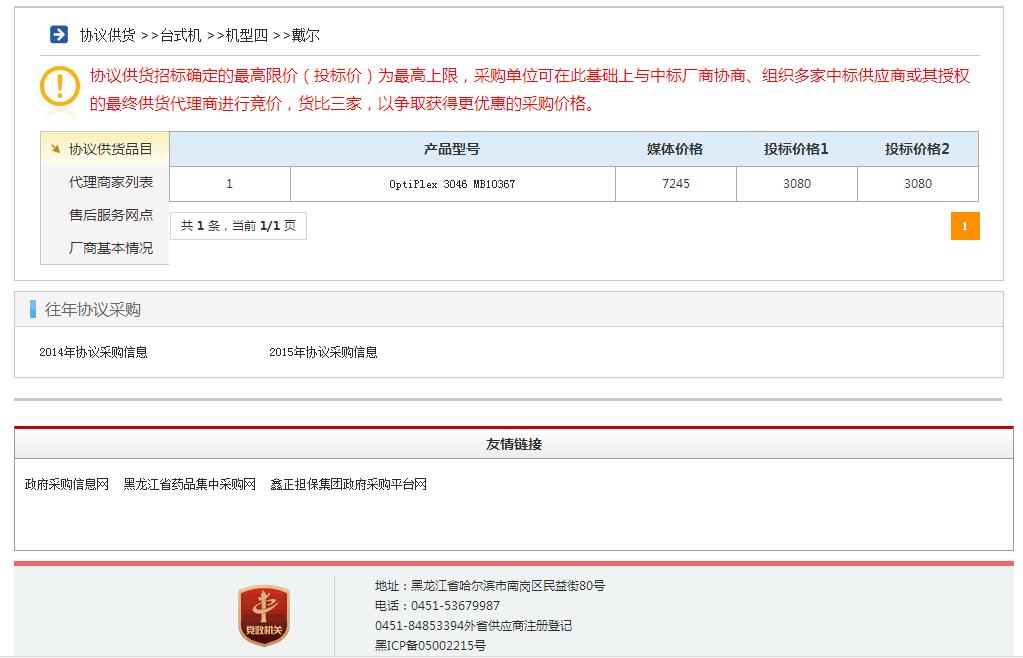 协议供货 >>台式机 >>机型四 >>戴尔
协议供货招标确定的最高限价（投标价）为最高上限，采购单位可在此基础上与中标厂商协商、组织多家中标供应商或其授权
的最终供货代理商进行竞价，货比三家，以争取获得更优惠的采购价格。
协议供货品目
代理商家列表
售后服务网点
厂商基本情况
产品型号 媒体价格 投标价格1 投标价格2
1 OptiPlex 3046 MB10367 7245 3080 3080
共 1 条，当前 1/1 页
1
往年协议采购
2014年协议采购信息 2015年协议采购信息
友情链接
政府采购信息网 黑龙江省药品集中采购网 鑫正担保集团政府采购平台网
党政机关
地址：黑龙江省哈尔滨市南岗区民益街80号
电话：0451-53679987
0451-84853394外省供应商注册登记
黑ICP备05002215号